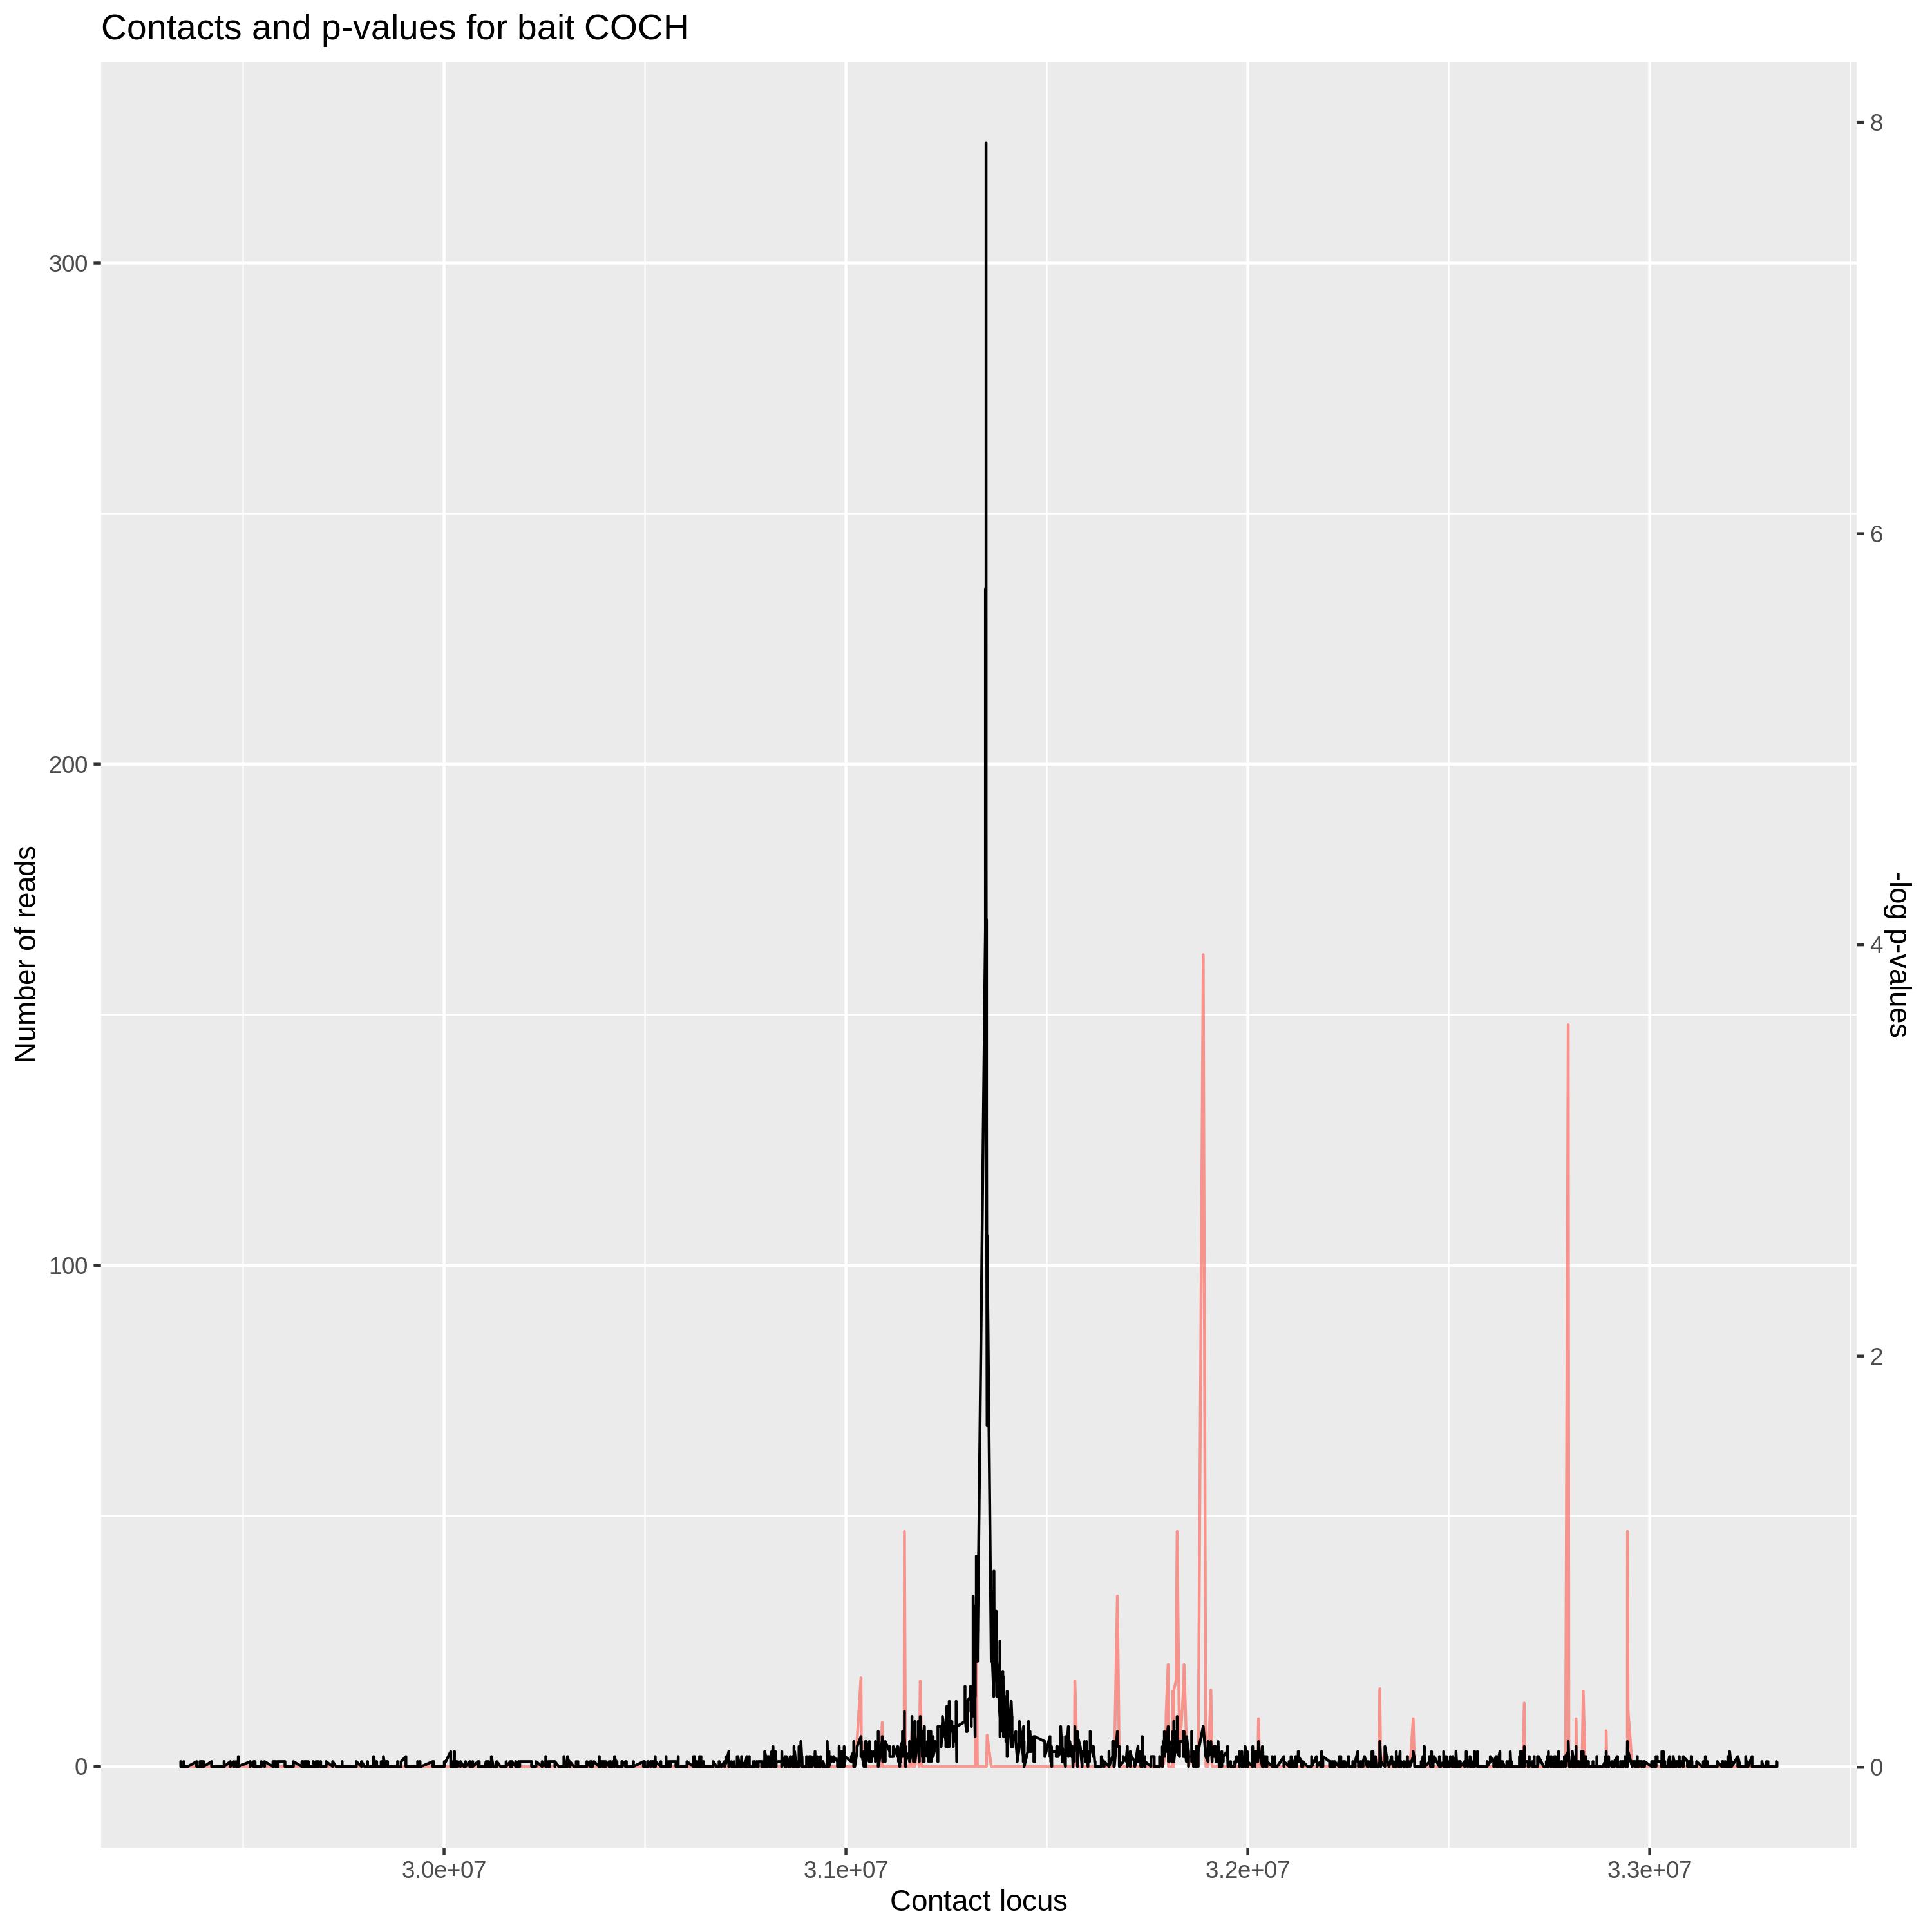 Contacts and p-values for bait COCH
Number of reads
300
200
100
0
8
6
4
2
0
-log p-values
3.0e+07
3.1e+07
3.2e+07
3.3e+07
Contact locus